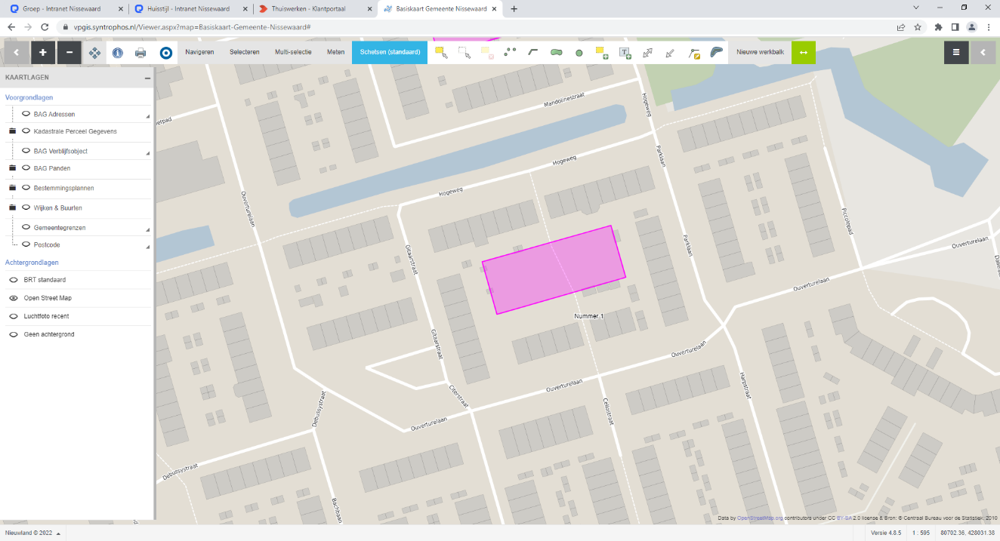 Groep - Intranet Nissewaard
Huisstijl - Intranet Nissewaard
Thuiswerken - Klantportaal
Basiskaart Gemeente Nissewaard
vpgis.syntrophos.nl/Viewer.aspx?map=Basiskaart-Gemeente-Nissewaard#
Navigeren
Selecteren
Multi-selectie
Meten
Schetsen (standaard)
Nieuwe werkbalk
KAARTLAGEN
Voorgrondlagen
BAG Adressen
Kadastrale Perceel Gegevens
BAG Verblijfsobject
BAG Panden
Bestemmingsplannen
Wijken & Buurten
Gemeentegrenzen
Postcode
Achtergrondlagen
BRT standaard
Open Street Map
Luchtfoto recent
Geen achtergrond
Mandolinestraat
Hogeweg
Hogeweg
Hogeweg
Parklaan
Parklaan
Piccolopad
Ouverturelaan
Ouverturelaan
Ouverturelaan
Gitaarstraat
Gitaarstraat
Nummer 1
Ouverturelaan
Ouverturelaan
Ouverturelaan
Citerstraat
Cellostraat
Harpstraat
Debussystraat
Debussystraat
Bachbaan
Data by OpenStreetMap.org contributors under CC BY-BA 2.0 license & Bron: © Centraal Bureau voor de Statistiek, 2010
Nieuwland © 2022
Versie 4.8.5
1 : 595
80702.36, 428031.38